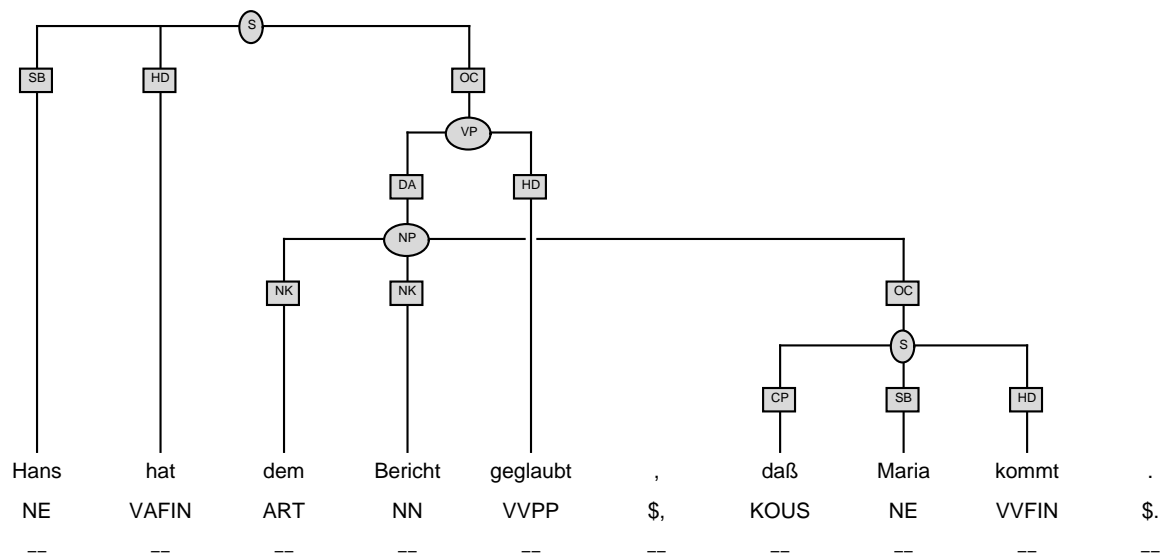 S
SB HD OC
VP
DA HD
NP
NK NK OC
S
CP SB HD
Hans hat dem Bericht geglaubt , daß Maria kommt .
NE VAFIN ART NN VVPP $, KOUS NE VVFIN $.
-- -- -- -- -- -- -- -- -- --